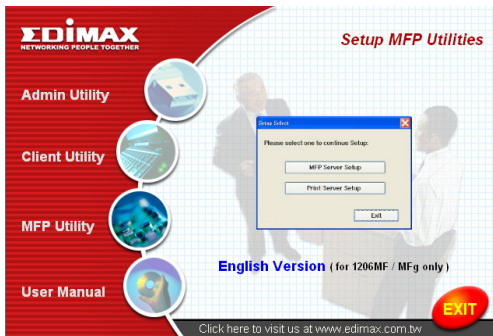 EDIMAX
NETWORKING PEOPLE TOGETHER
Setup MFP Utilities
Admin Utility
Client Utility
MFP Utility
User Manual
Setup Select
Please select one to continue Setup:
MFP Server Setup
Print Server Setup
Exit
English Version ( for 1206MF / MFg only )
EXIT
Click here to visit us at www.edimax.com.tw